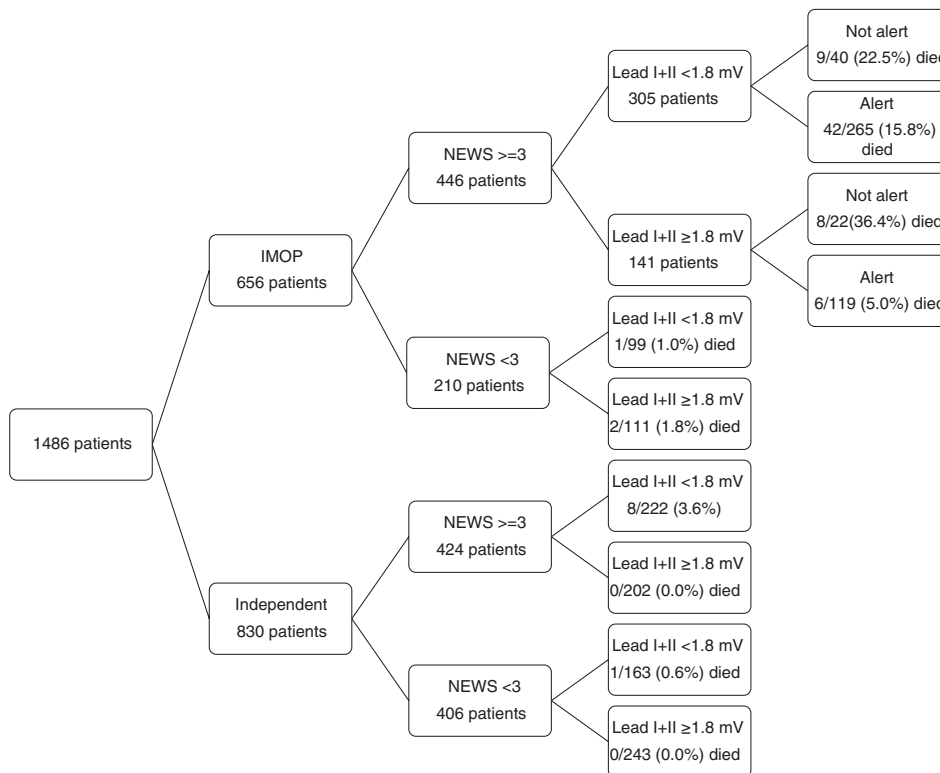 1486 patients
IMOP
656 patients
Independent
830 patients
NEWS >=3
446 patients
NEWS <3
210 patients
NEWS >=3
424 patients
NEWS <3
406 patients
Lead I+II <1.8 mV
305 patients
Lead I+II ≥1.8 mV
141 patients
Lead I+II <1.8 mV
1/99 (1.0%) died
Lead I+II ≥1.8 mV
2/111 (1.8%) died
Lead I+II <1.8 mV
8/222 (3.6%)
Lead I+II ≥1.8 mV
0/202 (0.0%) died
Lead I+II <1.8 mV
1/163 (0.6%) died
Lead I+II ≥1.8 mV
0/243 (0.0%) died
Not alert
9/40 (22.5%) died
Alert
42/265 (15.8%)
died
Not alert
8/22(36.4%) died
Alert
6/119 (5.0%) died